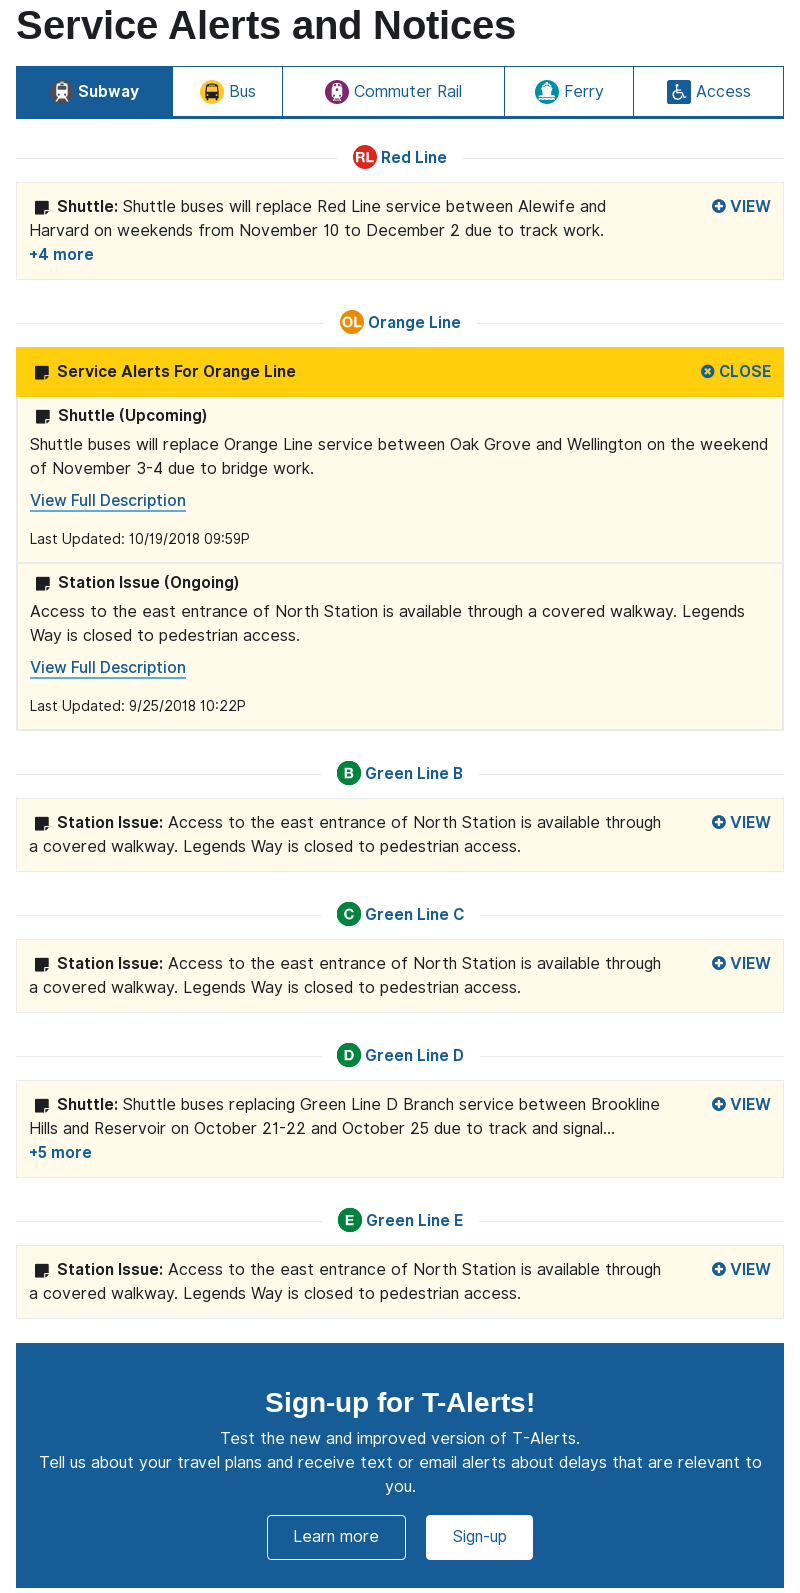 Service Alerts and Notices
Subway Bus Commuter Rail Ferry Access
RL Red Line
Shuttle: Shuttle buses will replace Red Line service between Alewife and VIEW
Harvard on weekends from November 10 to December 2 due to track work.
+4 more
OL Orange Line
Service Alerts For Orange Line CLOSE
Shuttle (Upcoming)
Shuttle buses will replace Orange Line service between Oak Grove and Wellington on the weekend
of November 3-4 due to bridge work.
View Full Description
Last Updated: 10/19/2018 09:59P
Station Issue (Ongoing)
Access to the east entrance of North Station is available through a covered walkway. Legends
Way is closed to pedestrian access.
View Full Description
Last Updated: 9/25/2018 10:22P
B Green Line B
Station Issue: Access to the east entrance of North Station is available through VIEW
a covered walkway. Legends Way is closed to pedestrian access.
C Green Line C
Station Issue: Access to the east entrance of North Station is available through VIEW
a covered walkway. Legends Way is closed to pedestrian access.
D Green Line D
Shuttle: Shuttle buses replacing Green Line D Branch service between Brookline VIEW
Hills and Reservoir on October 21-22 and October 25 due to track and signal...
+5 more
E Green Line E
Station Issue: Access to the east entrance of North Station is available through VIEW
a covered walkway. Legends Way is closed to pedestrian access.
Sign-up for T-Alerts!
Test the new and improved version of T-Alerts.
Tell us about your travel plans and receive text or email alerts about delays that are relevant to
you.
Learn more Sign-up